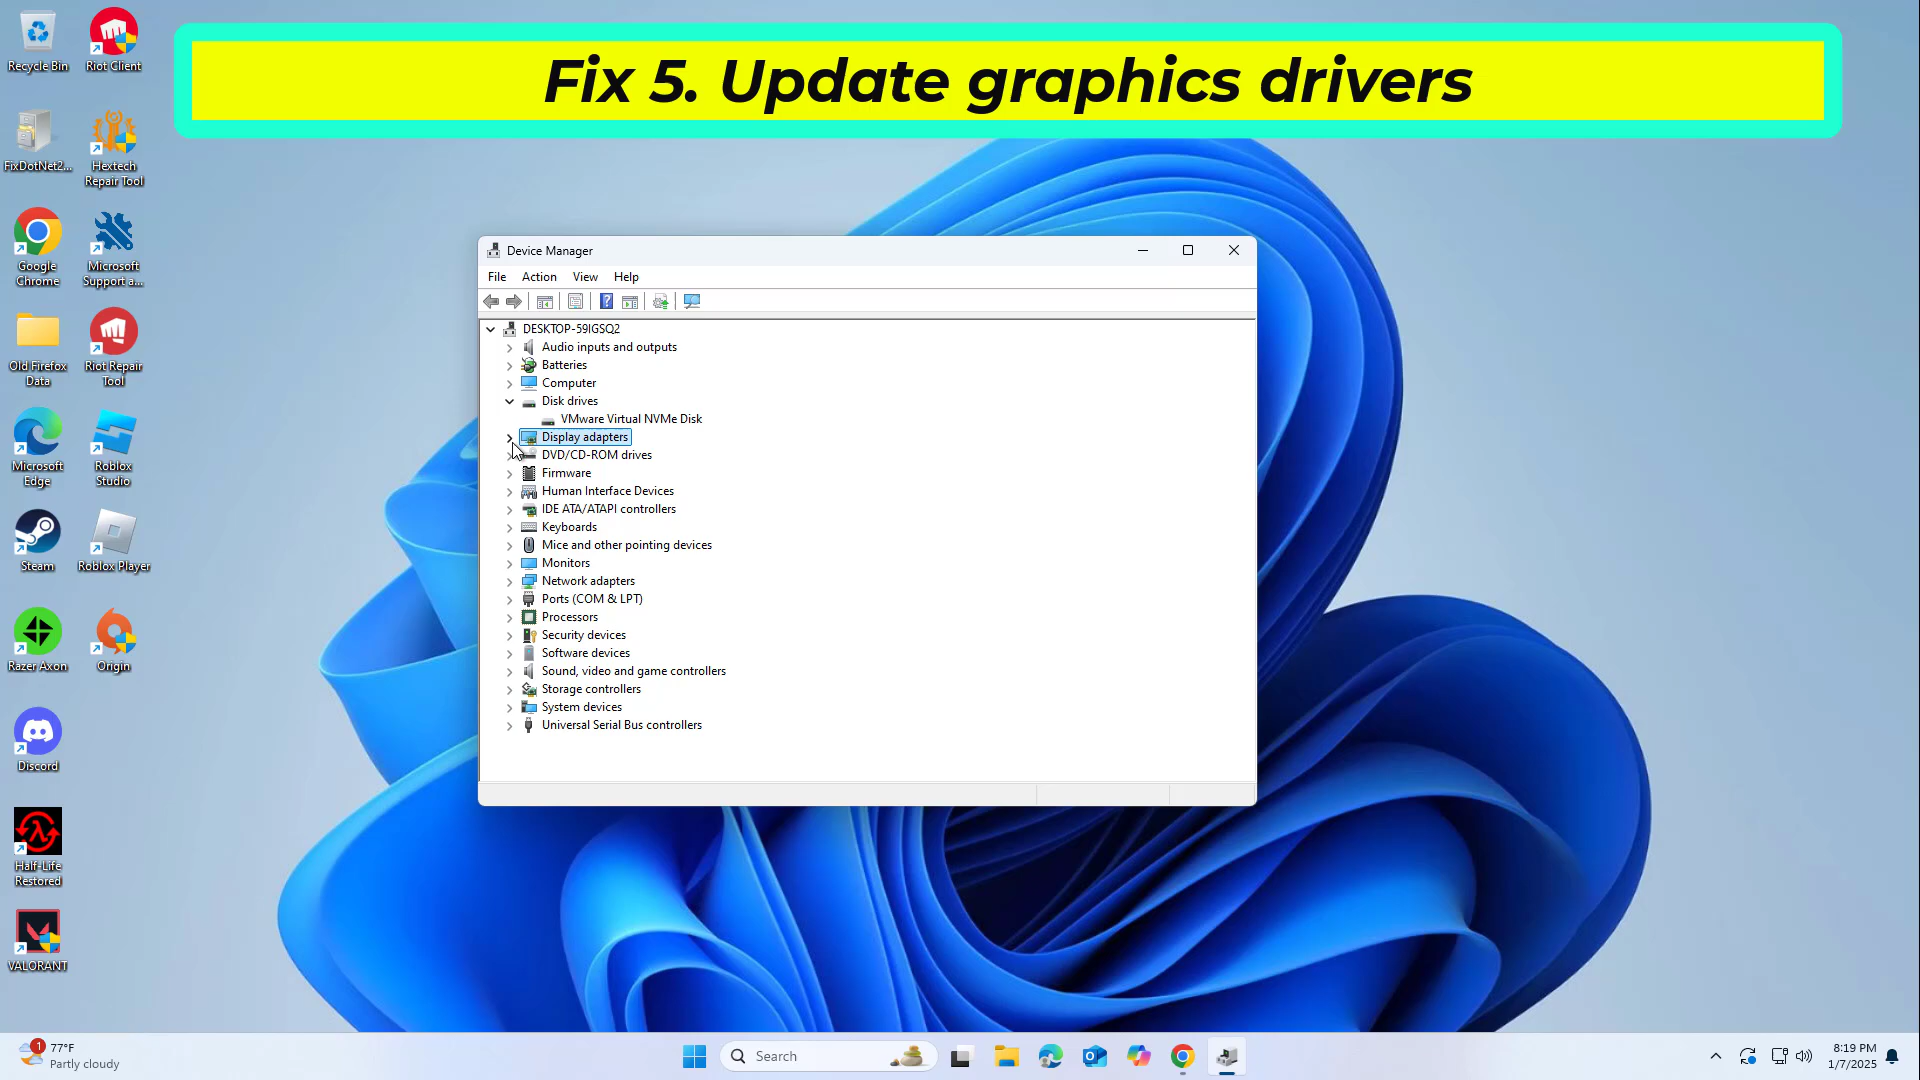 Fix 5. Update graphics drivers
Recycle Bin
Riot Client
FixDotNet2...
Hextech
Repair Tool
Google
Chrome
Microsoft
Support a...
Old Firefox
Data
Riot Repair
Tool
Microsoft
Edge
Roblox
Studio
Steam
Roblox Player
Razer Axon
Origin
Discord
Half-Life
Restored
VALORANT
Device Manager
File
Action
View
Help
DESKTOP-59IGSQ2
Audio inputs and outputs
Batteries
Computer
Disk drives
VMware Virtual NVMe Disk
Display adapters
DVD/CD-ROM drives
Firmware
Human Interface Devices
IDE ATA/ATAPI controllers
Keyboards
Mice and other pointing devices
Monitors
Network adapters
Ports (COM & LPT)
Processors
Security devices
Software devices
Sound, video and game controllers
Storage controllers
System devices
Universal Serial Bus controllers
1
77°F
Partly cloudy
Search
8:19 PM
1/7/2025